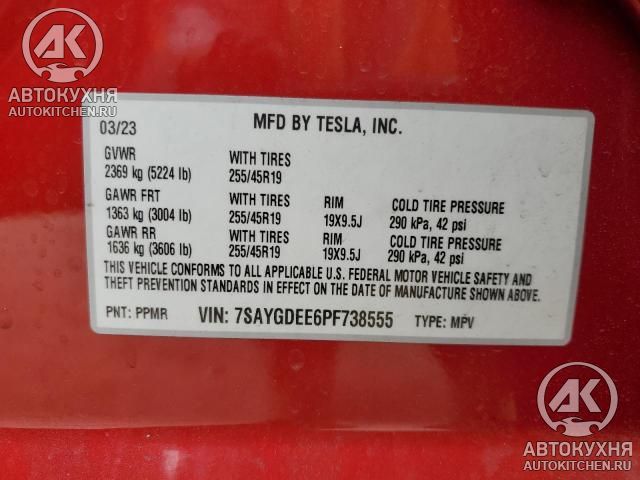 AK
АВТОКУХНЯ
AUTOKITCHEN.RU
03/23 MFD BY TESLA, INC.
GVWR WITH TIRES
2369 kg (5224 lb) 255/45R19
GAWR FRT WITH TIRES RIM COLD TIRE PRESSURE
1363 kg (3004 lb) 255/45R19 19X9.5J 290 kPa, 42 psi
GAWR RR WITH TIRES RIM COLD TIRE PRESSURE
1636 kg (3606 lb) 255/45R19 19X9.5J 290 kPa, 42 psi
THIS VEHICLE CONFORMS TO ALL APPLICABLE U.S. FEDERAL MOTOR VEHICLE SAFETY AND
THEFT PREVENTION STANDARDS IN EFFECT ON THE DATE OF MANUFACTURE SHOWN ABOVE.
PNT: PPMR VIN: 7SAYGDEE6PF738555 TYPE: MPV
AK
АВТОКУХНЯ
AUTOKITCHEN.RU